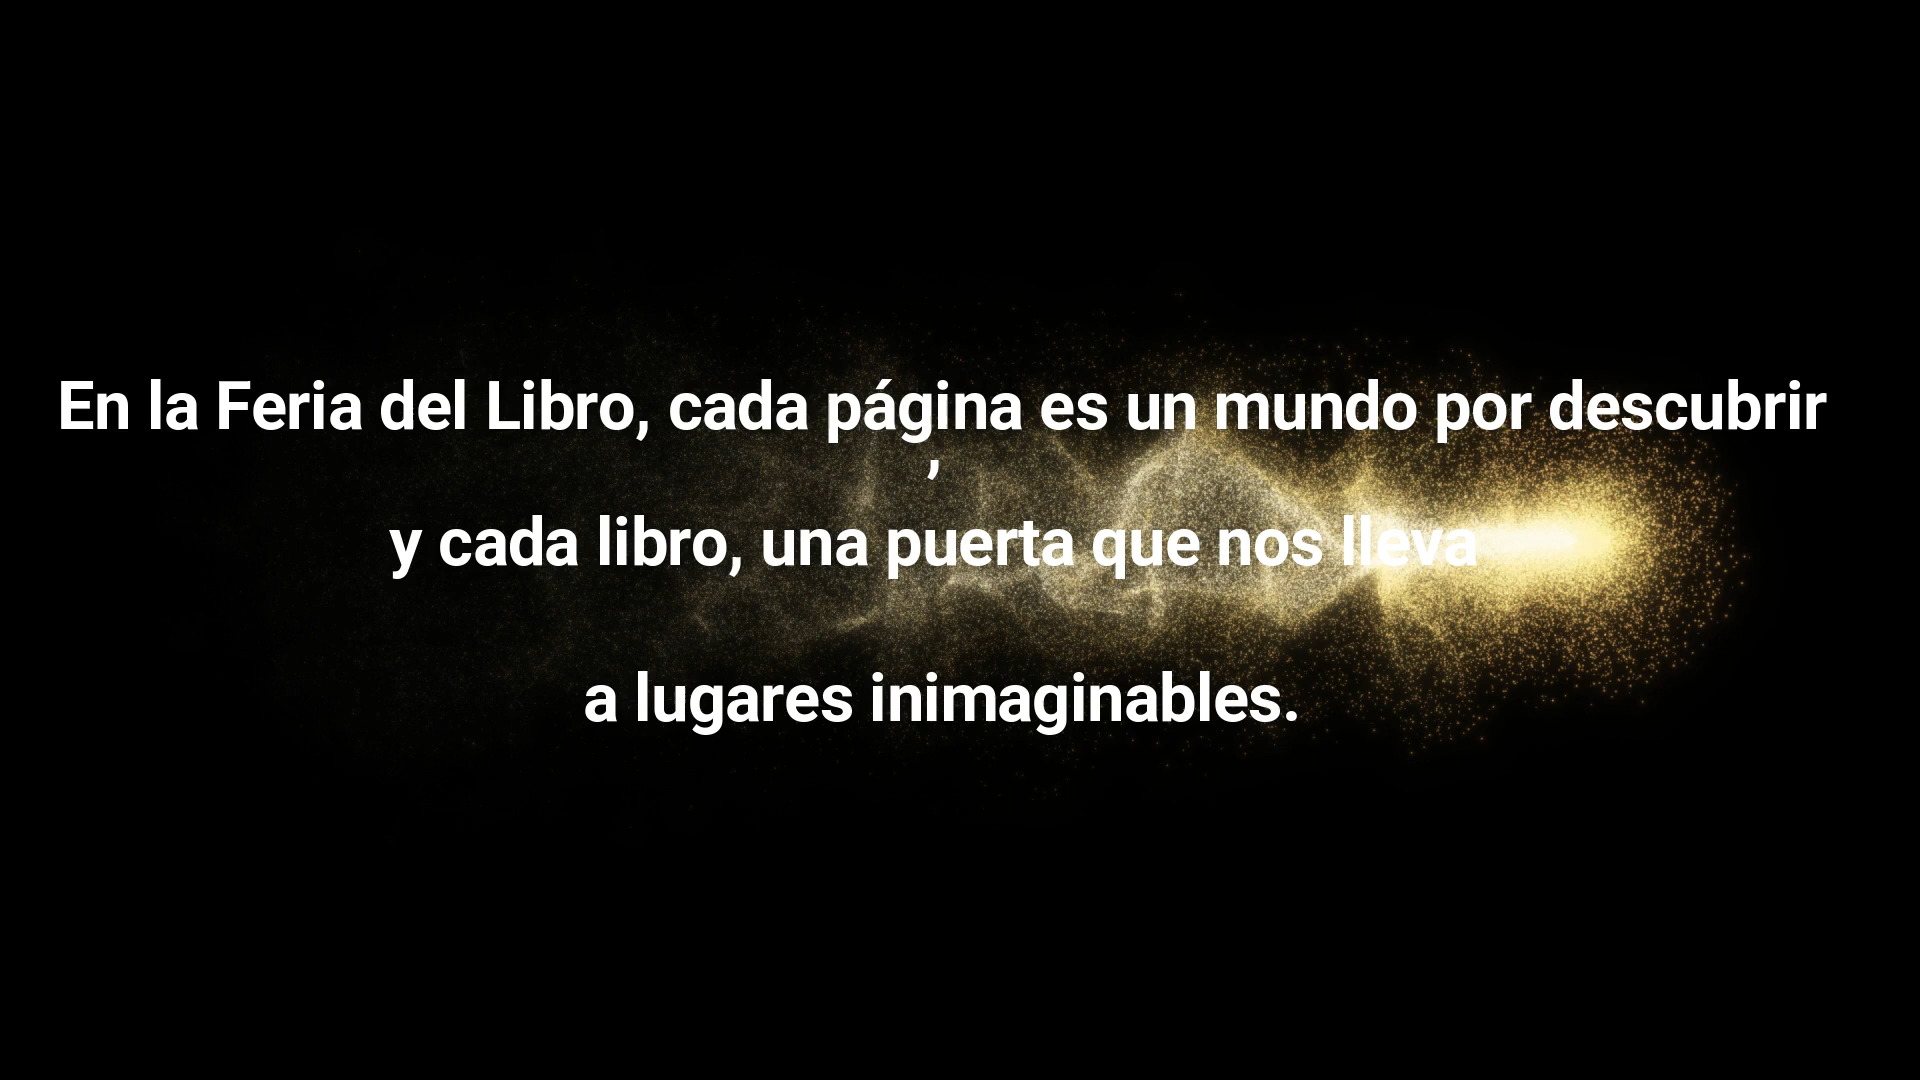 En la Feria del Libro, cada página es un mundo por descubrir
,
y cada libro, una puerta que nos lleva
a lugares inimaginables.